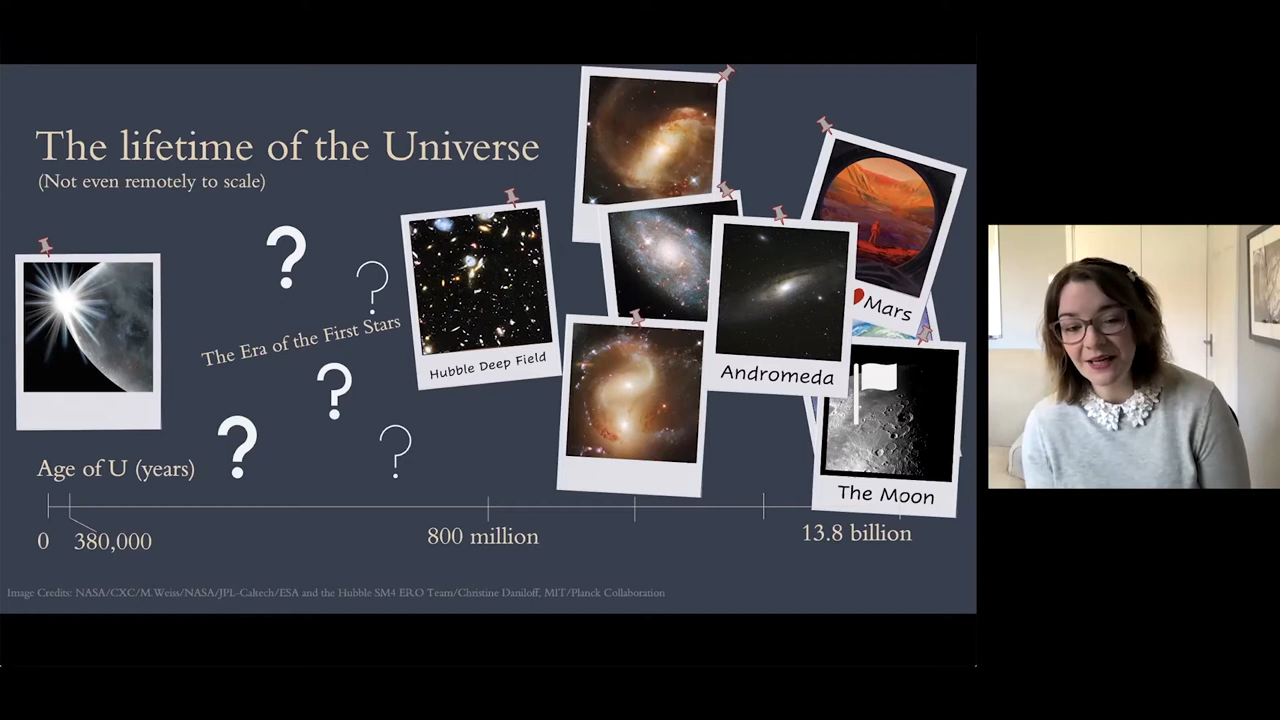 The lifetime of the Universe
(Not even remotely to scale)
?
?
The Era of the First Stars
?
?
?
Hubble Deep Field
Andromeda
Mars
The Moon
Age of U (years)
0
380,000
800 million
13.8 billion
Image Credits: NASA/CXC/M.Weiss/NASA/JPL-Caltech/ESA and the Hubble SM4 ERO Team/Christine Daniloff, MIT/Planck Collaboration